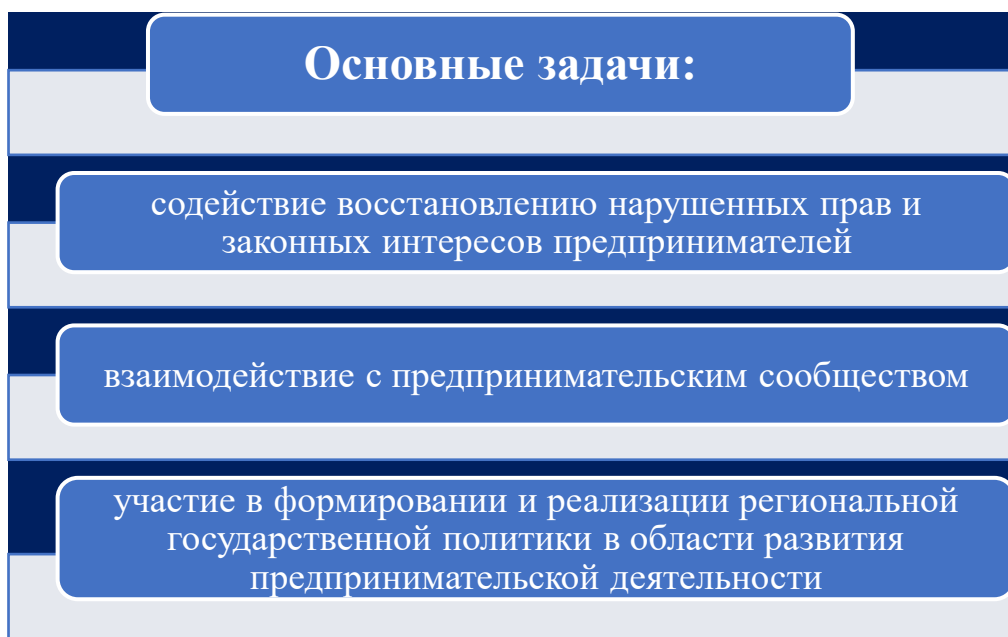 Основные задачи:
содействие восстановлению нарушенных прав и
законных интересов предпринимателей
взаимодействие с предпринимательским сообществом
участие в формировании и реализации региональной
государственной политики в области развития
предпринимательской деятельности